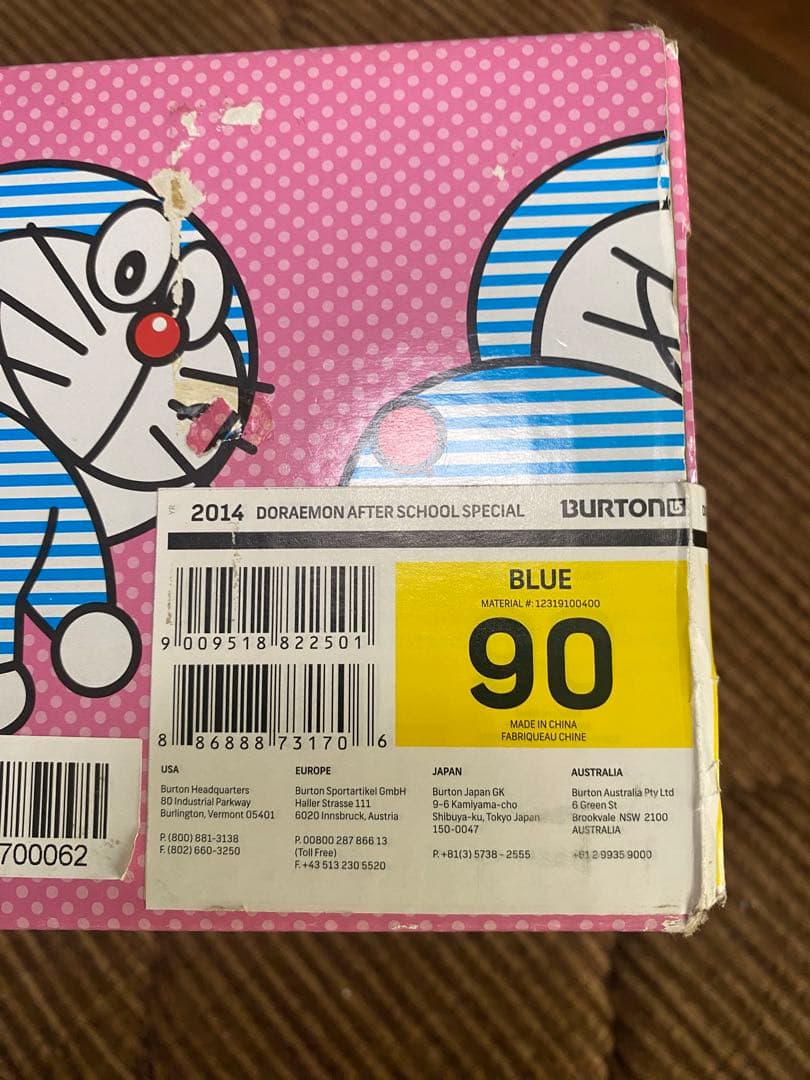 YR 2014 DORAEMON AFTER SCHOOL SPECIAL BURTON
BLUE
MATERIAL #: 12319100400
90
MADE IN CHINA
FABRIQUEAU CHINE
9 009518 822501
8 86888 73170 6
USA
Burton Headquarters
80 Industrial Parkway
Burlington, Vermont 05401
P. (800) 881-3138
F. (802) 660-3250
EUROPE
Burton Sportartikel GmbH
Haller Strasse 111
6020 Innsbruck, Austria
P. 00800 287 866 13
(Toll Free)
F. +43 513 230 5520
JAPAN
Burton Japan GK
9-6 Kamiyama-cho
Shibuya-ku, Tokyo Japan
150-0047
P. +81(3) 5738 - 2555
AUSTRALIA
Burton Australia Pty Ltd
6 Green St
Brookvale NSW 2100
AUSTRALIA
+61 2 9935 9000
700062